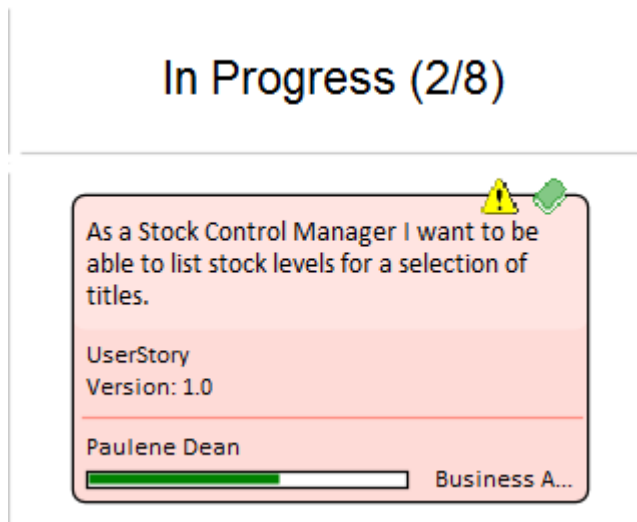 In Progress (2/8)
As a Stock Control Manager I want to be
able to list stock levels for a selection of
titles.
UserStory
Version: 1.0
Paulene Dean
Business A...